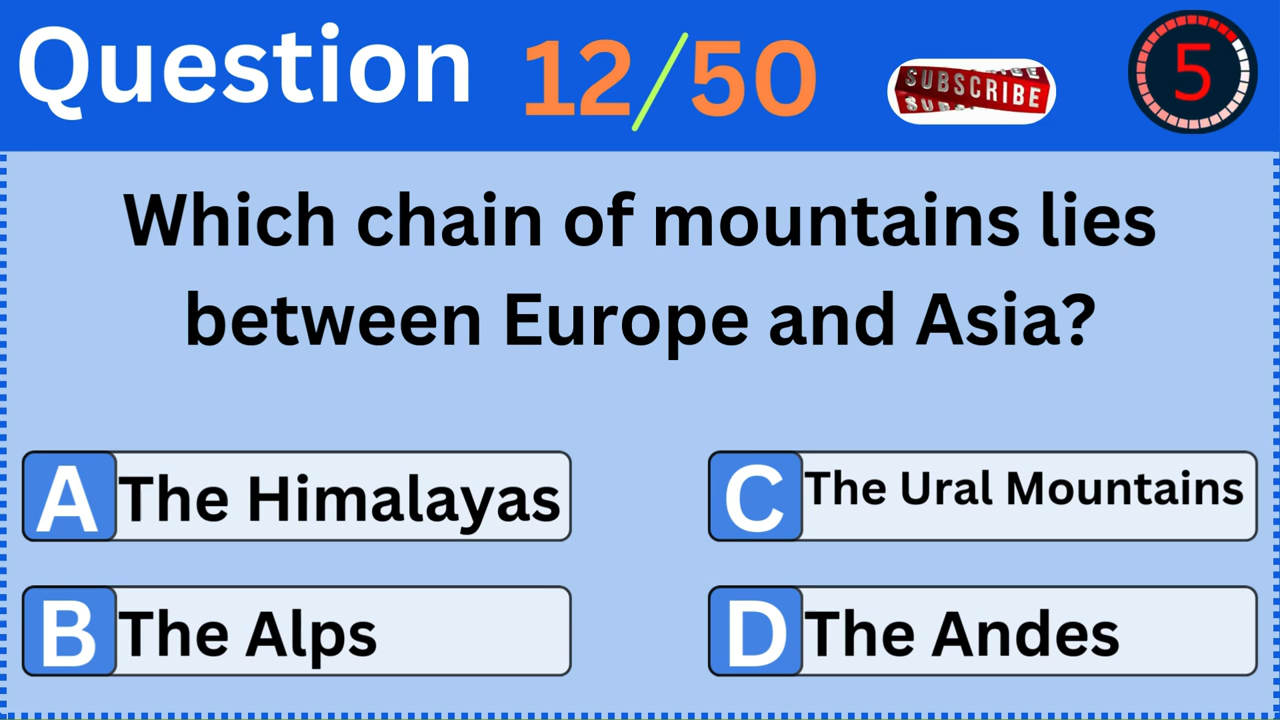 Question 12/50 SUBSCRIBE 5
Which chain of mountains lies
between Europe and Asia?
A The Himalayas
B The Alps
C The Ural Mountains
D The Andes